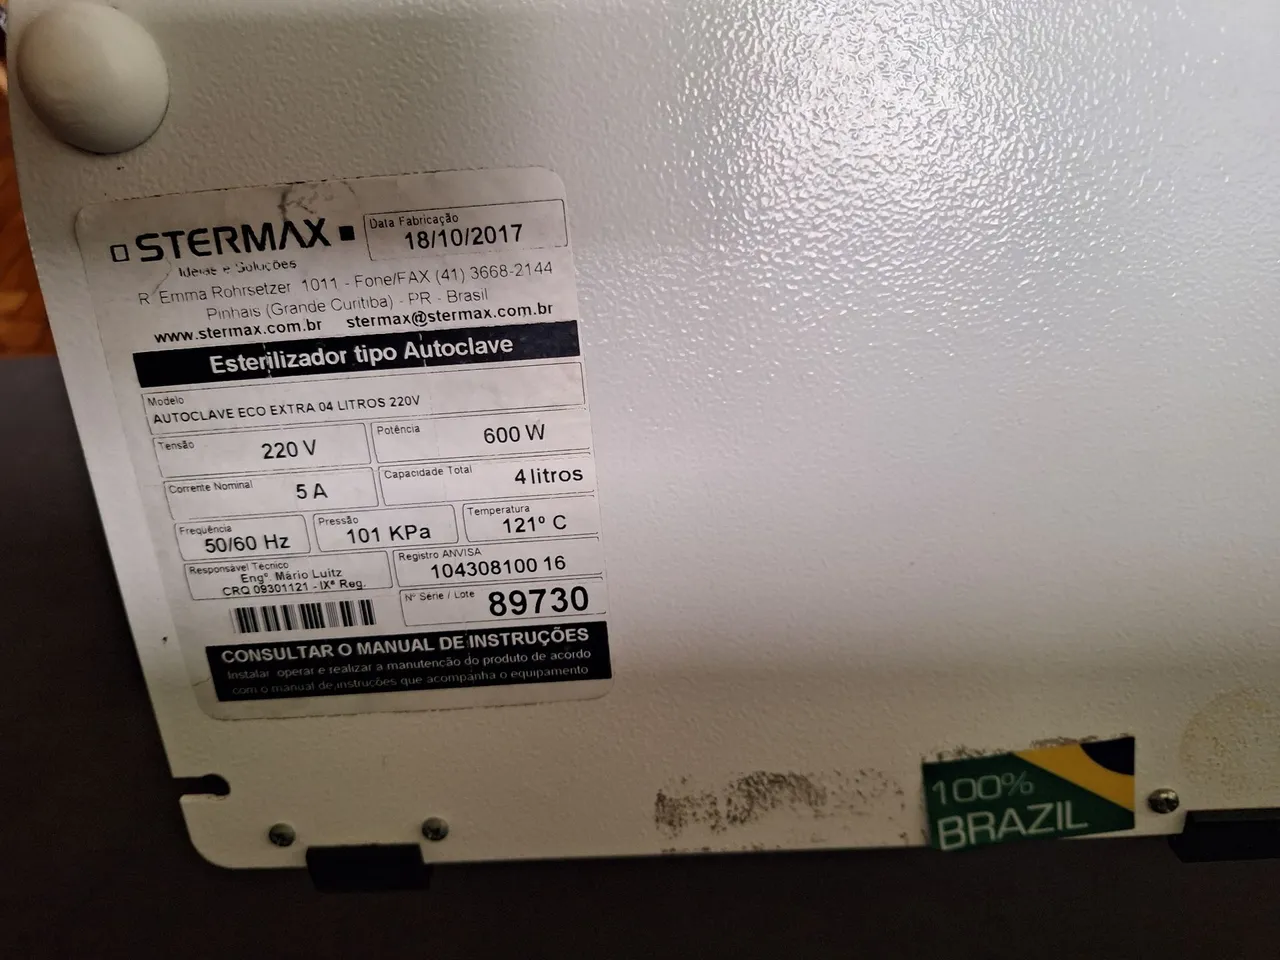 STERMAX
Ideias e Soluções
Data Fabricação
18/10/2017
R. Emma Rohrsetzer 1011 - Fone/FAX (41) 3668-2144
Pinhais (Grande Curitiba) - PR - Brasil
www.stermax.com.br stermax@stermax.com.br
Esterilizador tipo Autoclave
Modelo
AUTOCLAVE ECO EXTRA 04 LITROS 220V
Tensão
220 V
Potência
600 W
Corrente Nominal
5 A
Capacidade Total
4 litros
Frequência
50/60 Hz
Pressão
101 KPa
Temperatura
121º C
Responsável Técnico
Engº. Mário Luitz
CRQ 09301121 - IXª Reg.
Registro ANVISA
104308100 16
Nº Série / Lote
89730
CONSULTAR O MANUAL DE INSTRUÇÕES
Instalar operar e realizar a manutencão do produto de acordo
com o manual de instruções que acompanha o equipamento
100%
BRAZIL